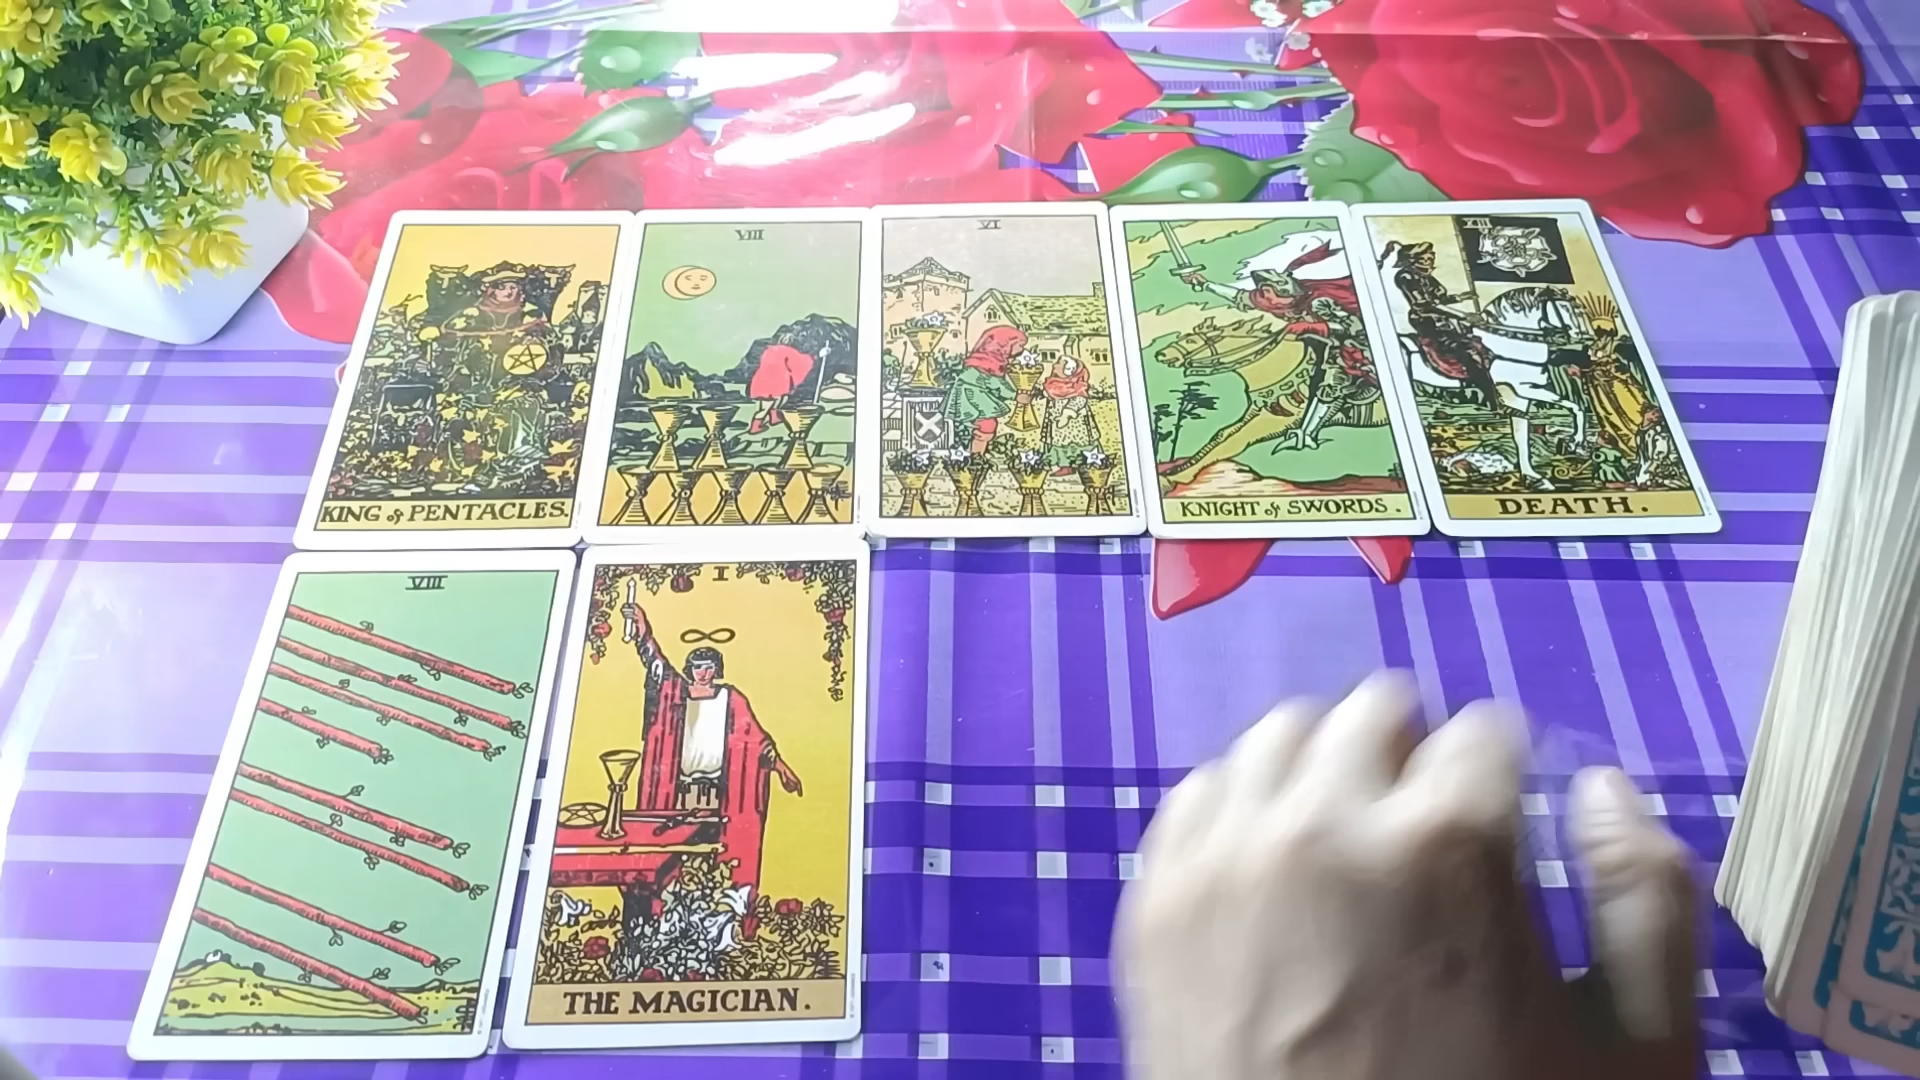 KING of PENTACLES.
VIII
VI
KNIGHT of SWORDS.
XIII
DEATH.
VIII
I
THE MAGICIAN.